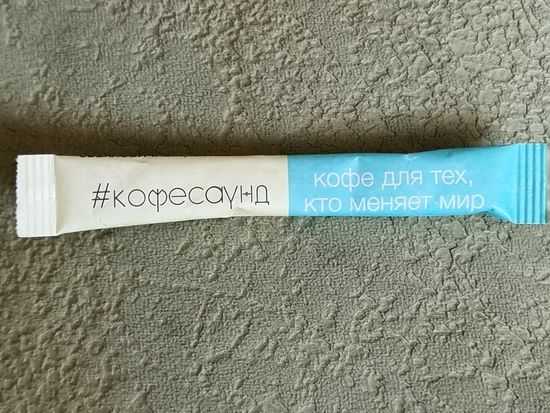 #кофесаунд
кофе для тех,
кто меняет мир